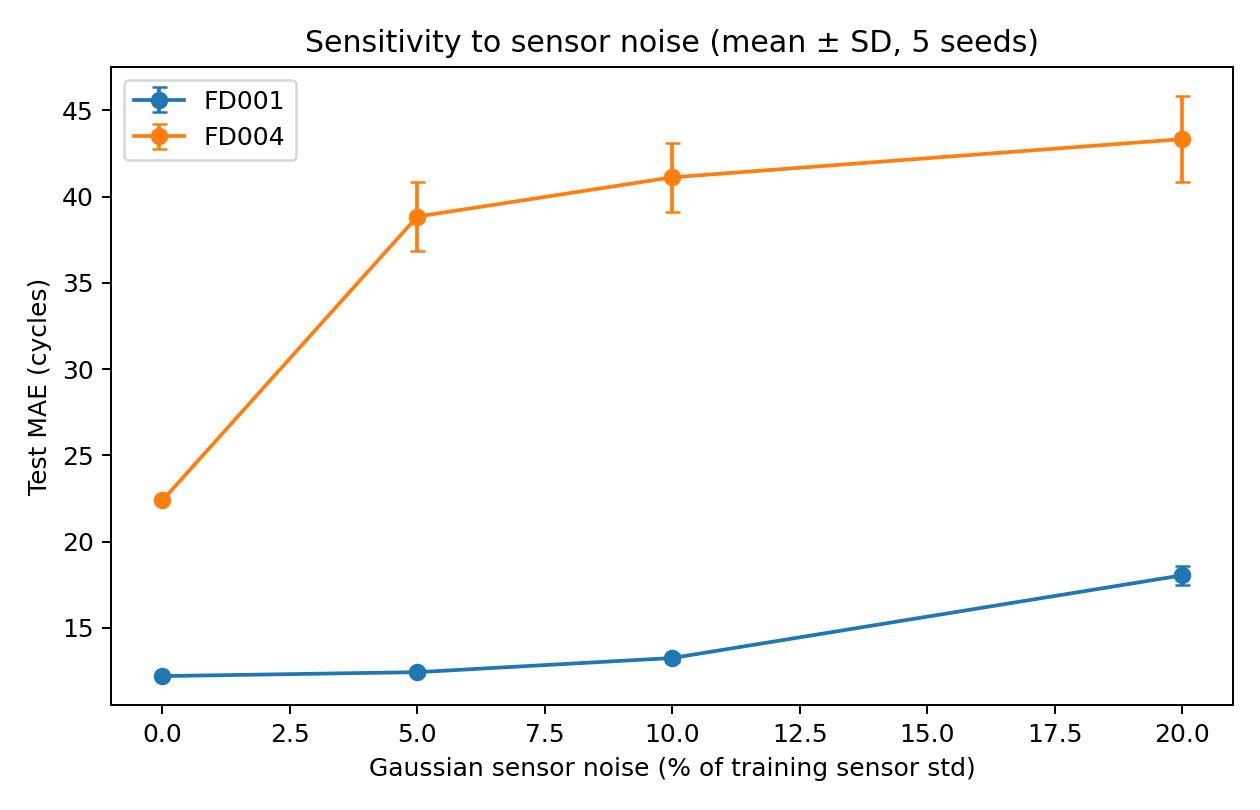 Sensitivity to sensor noise (mean ± SD, 5 seeds)
FD001
FD004
45
40
35
30
25
20
15
Test MAE (cycles)
0.0 2.5 5.0 7.5 10.0 12.5 15.0 17.5 20.0
Gaussian sensor noise (% of training sensor std)